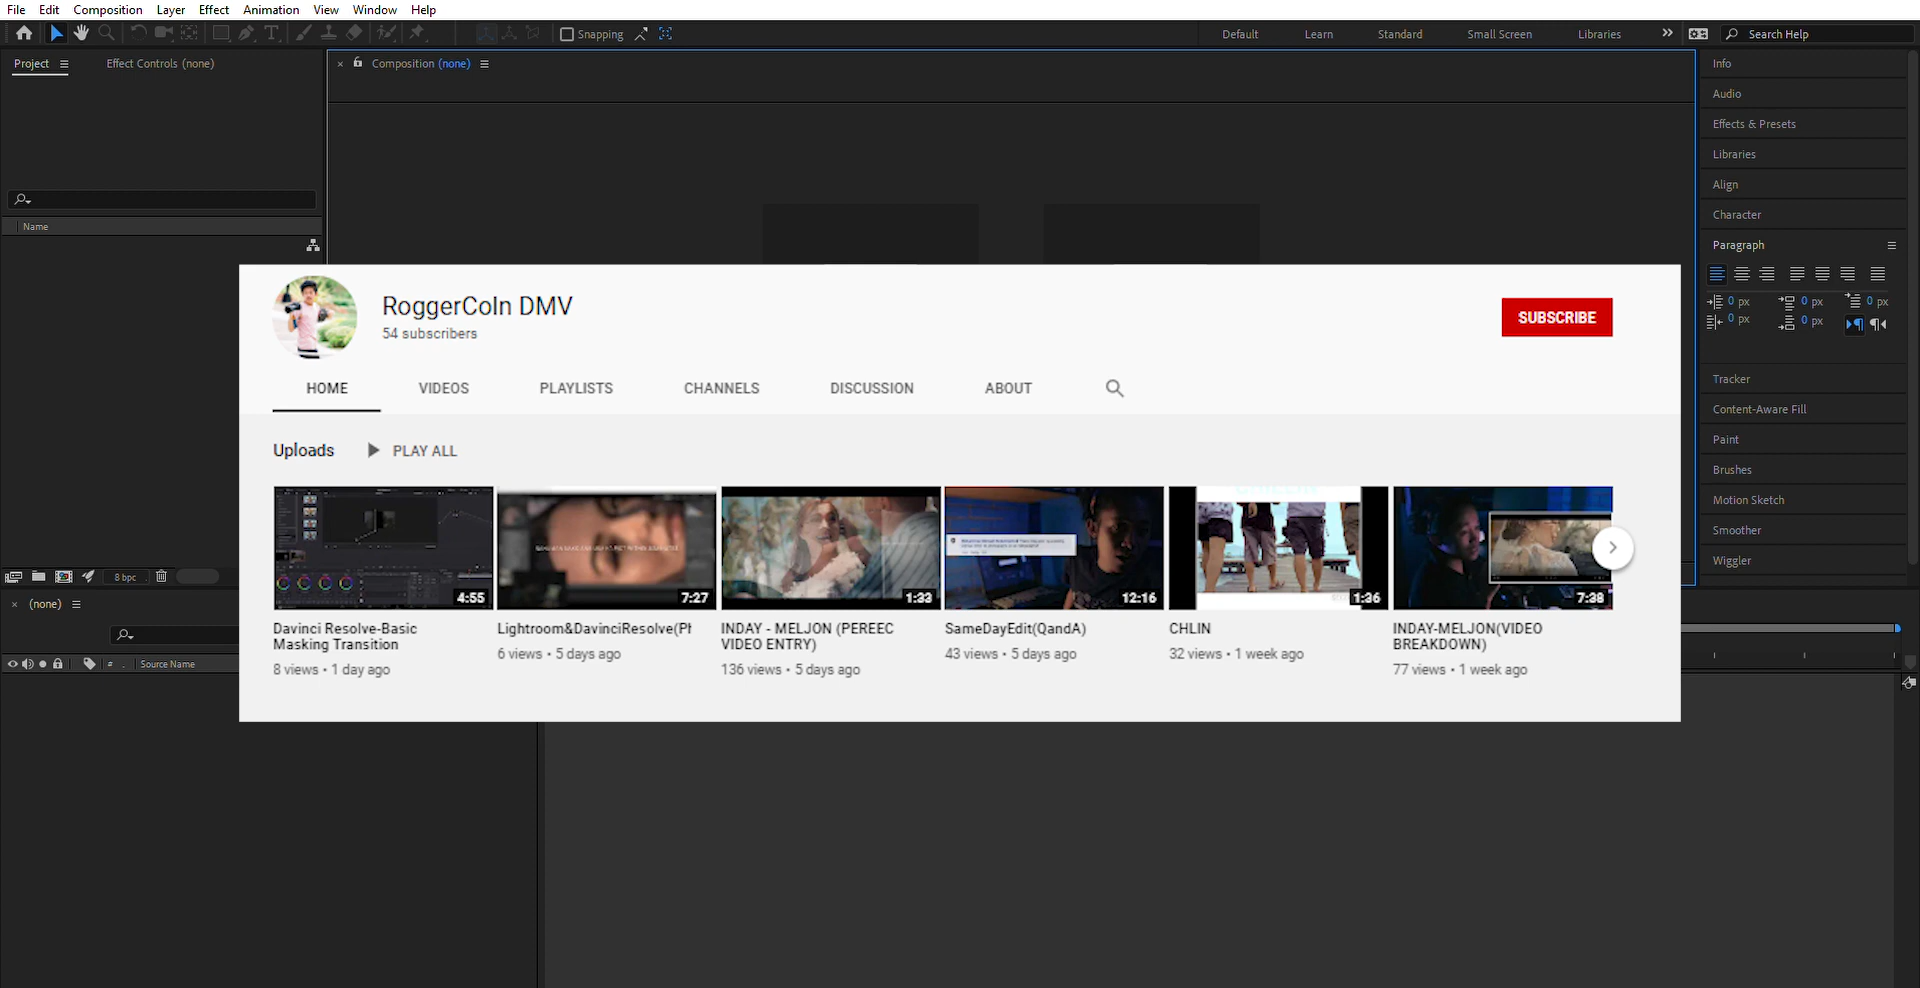 File Edit Composition Layer Effect Animation View Window Help
Snapping
Default Learn Standard Small Screen Libraries
Search Help
Project
Effect Controls (none)
Composition (none)
Name
8 bpc
Info
Audio
Effects & Presets
Libraries
Align
Character
Paragraph
0 px 0 px 0 px
0 px 0 px
Tracker
Content-Aware Fill
Paint
Brushes
Motion Sketch
Smoother
Wiggler
(none)
# .
Source Name
RoggerColn DMV
54 subscribers
SUBSCRIBE
HOME VIDEOS PLAYLISTS CHANNELS DISCUSSION ABOUT
Uploads
PLAY ALL
4:55
Davinci Resolve-Basic
Masking Transition
8 views • 1 day ago
7:27
Lightroom&DavinciResolve(Ph
6 views • 5 days ago
1:33
INDAY - MELJON (PEREEC
VIDEO ENTRY)
136 views • 5 days ago
12:16
SameDayEdit(QandA)
43 views • 5 days ago
1:36
CHLIN
32 views • 1 week ago
7:38
INDAY-MELJON(VIDEO
BREAKDOWN)
77 views • 1 week ago